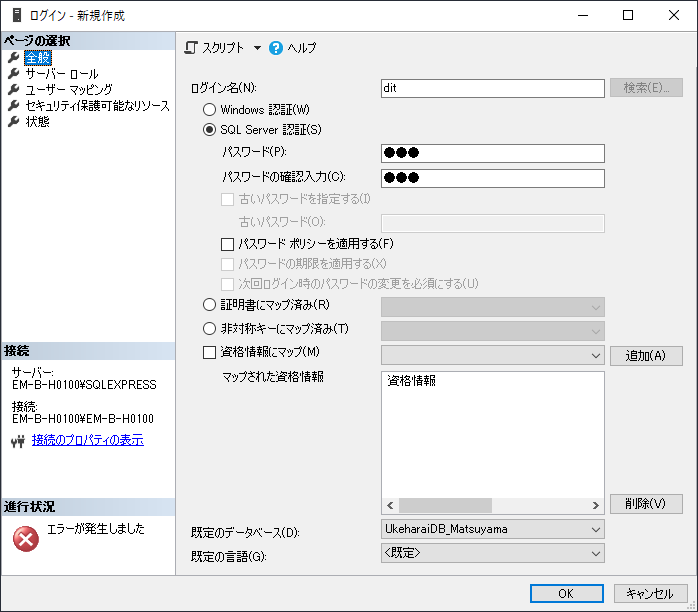 ログイン - 新規作成
ページの選択
全般
サーバー ロール
ユーザー マッピング
セキュリティ保護可能なリソース
状態
スクリプト
ヘルプ
ログイン名(N):
dit
検索(E)...
Windows 認証(W)
SQL Server 認証(S)
パスワード(P):
●●●
パスワードの確認入力(C):
●●●
古いパスワードを指定する(I)
古いパスワード(O):
パスワード ポリシーを適用する(F)
パスワードの期限を適用する(X)
次回ログイン時のパスワードの変更を必須にする(U)
証明書にマップ済み(R)
非対称キーにマップ済み(T)
資格情報にマップ(M)
追加(A)
マップされた資格情報
資格情報
削除(V)
既定のデータベース(D):
UkeharaiDB_Matsuyama
既定の言語(G):
<既定>
接続
サーバー:
EM-B-H0100¥SQLEXPRESS
接続:
EM-B-H0100¥EM-B-H0100
接続のプロパティの表示
進行状況
エラーが発生しました
OK
キャンセル